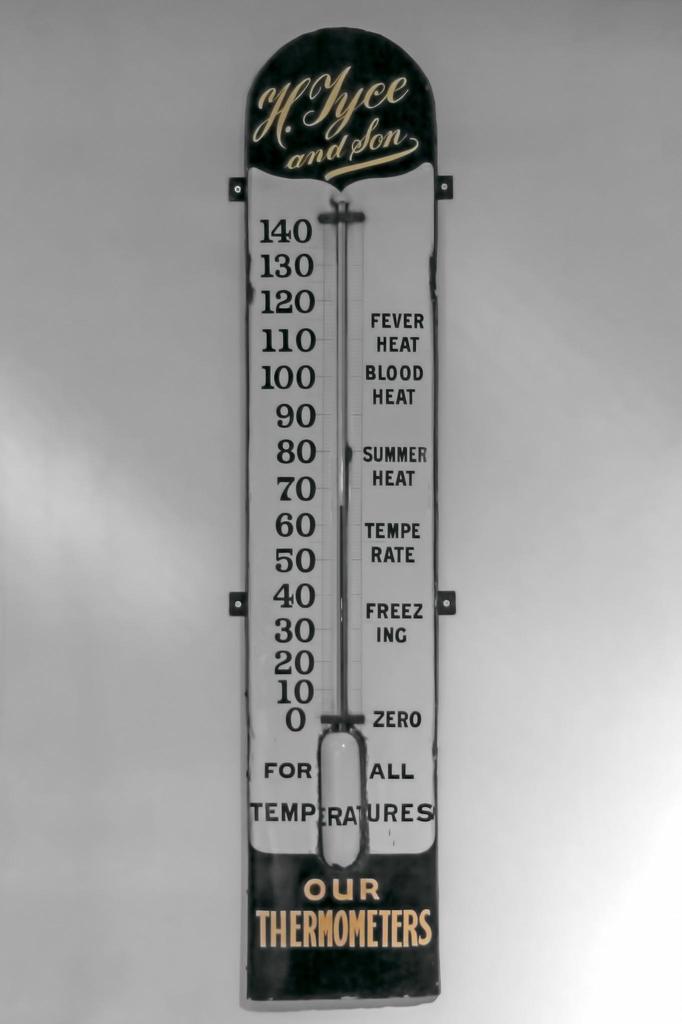 H. Tyce
and Son
140
130
120
FEVER
110 HEAT
100 BLOOD
HEAT
90
80 SUMMER
HEAT
70
60 TEMPE
50 RATE
40 FREEZ
30 ING
20
10
0 ZERO
FOR ALL
TEMPERATURES
OUR
THERMOMETERS